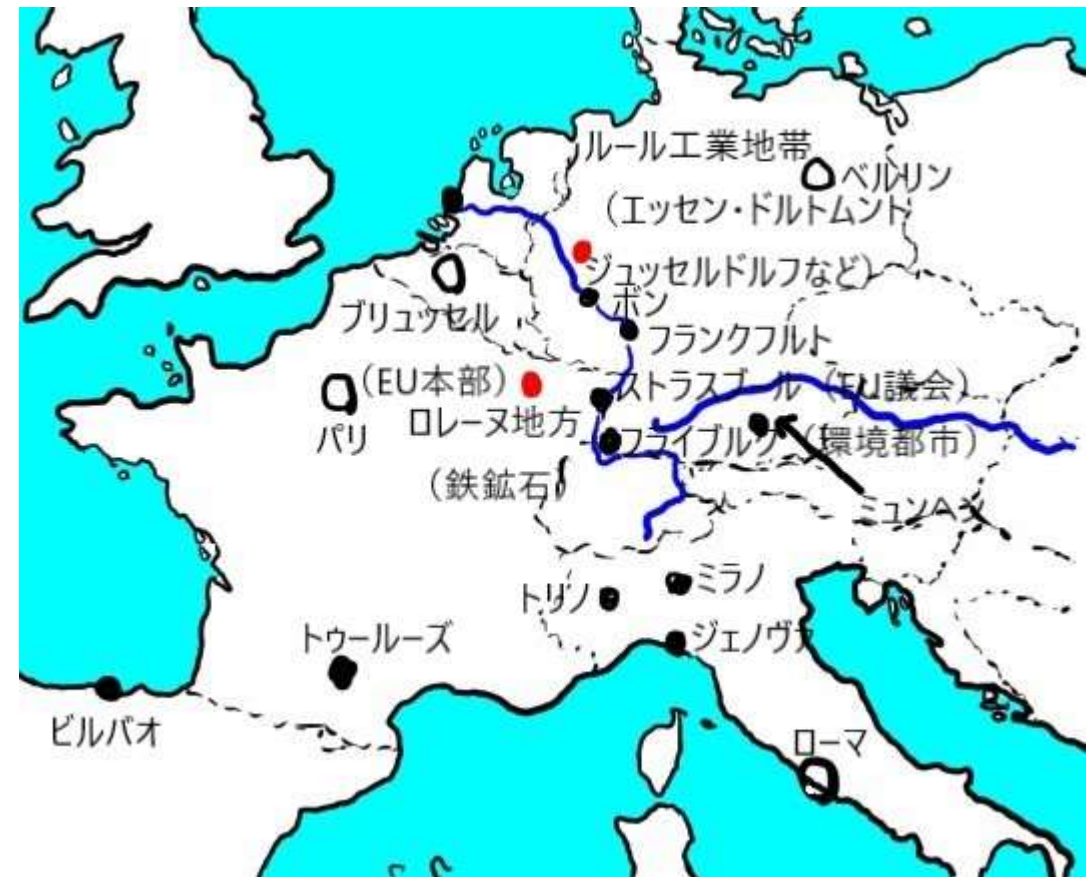 ルール工業地帯
ベルリン
（エッセン・ドルトムント
ジュッセルドルフなど）
ボン
ブリュッセル
フランクフルト
（EU本部）
ストラスブール（EU議会）
パリ
ロレーヌ地方
フライブルク（環境都市）
（鉄鉱石）
ミュンヘン
トリノ
ミラノ
トゥールーズ
ジェノヴァ
ビルバオ
ローマ